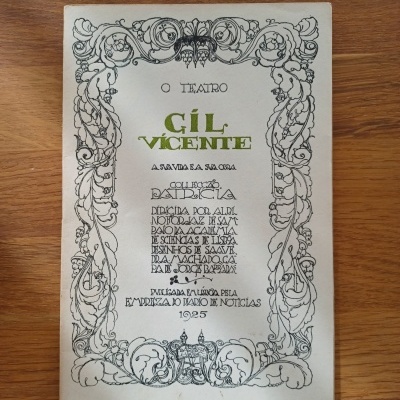 O TEATRO
GIL
VICENTE
A SUA VIDA E A SUA OBRA
COLLECÇÃO
PATRICIA
DIRIGIDA POR ALBI
NO FORJAZ DE SAM
PAIO DA ACADEMIA
DE SCIENCIAS DE LISBOA
DESENHOS DE SAAVE
DRA MACHADO, CA
PA DE JORGE BARRADAS
PUBLICADA EM LISBOA PELA
EMPREZA DO DIARIO DE NOTICIAS
1925